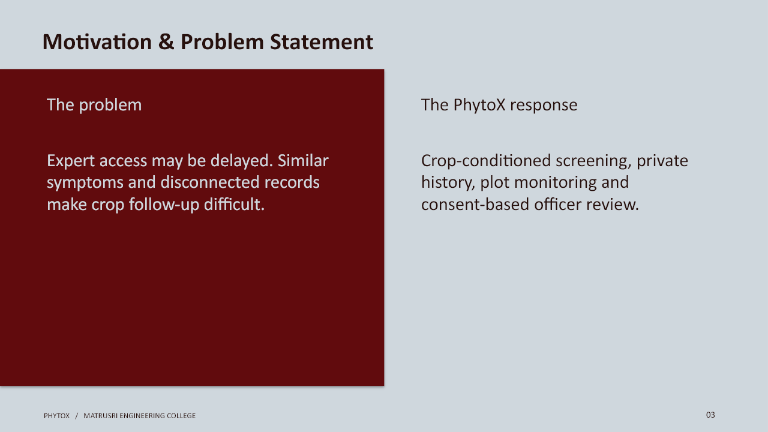 Motivation & Problem Statement
The problem
Expert access may be delayed. Similar
symptoms and disconnected records
make crop follow-up difficult.
The PhytoX response
Crop-conditioned screening, private
history, plot monitoring and
consent-based officer review.
PHYTOX / MATRUSRI ENGINEERING COLLEGE
03